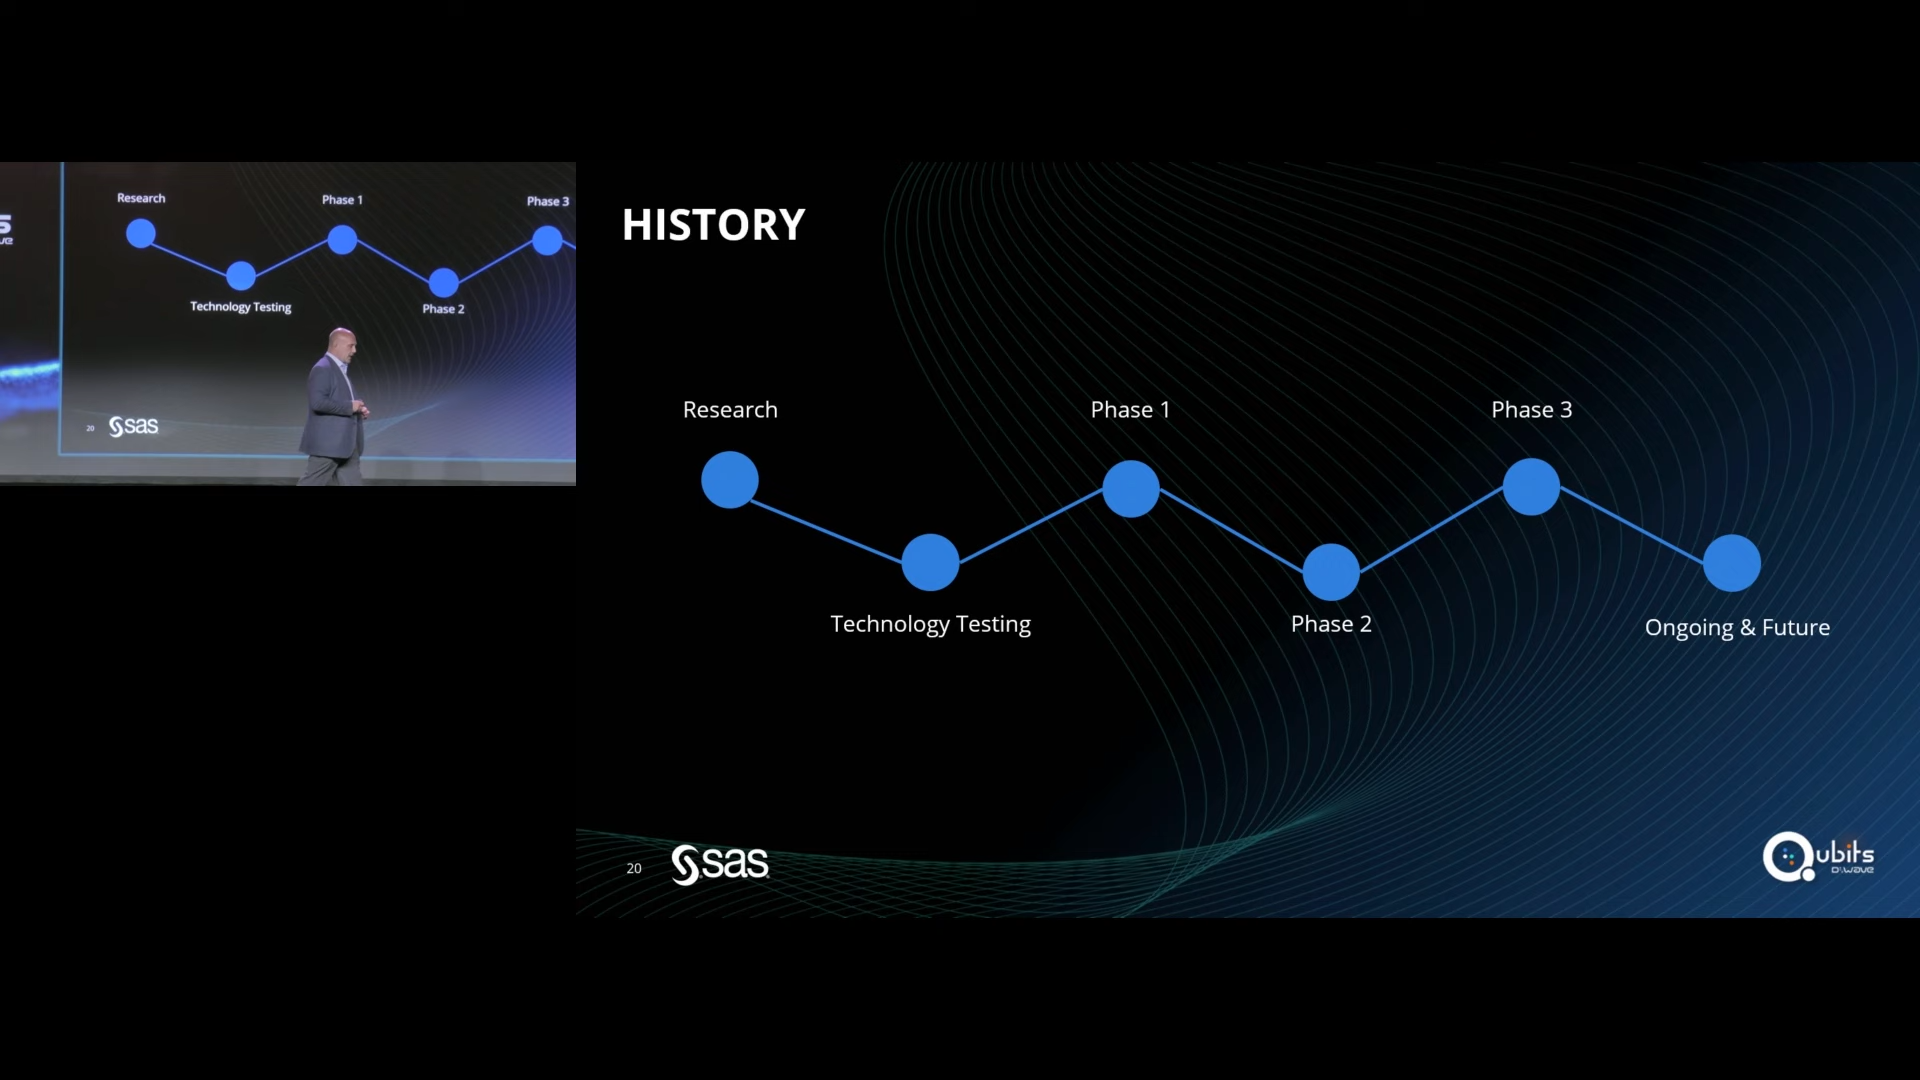 Research
Phase 1
Phase 3
Technology Testing
Phase 2
20
sas
HISTORY
Research
Phase 1
Phase 3
Technology Testing
Phase 2
Ongoing & Future
20
sas
Qubits
D:wave